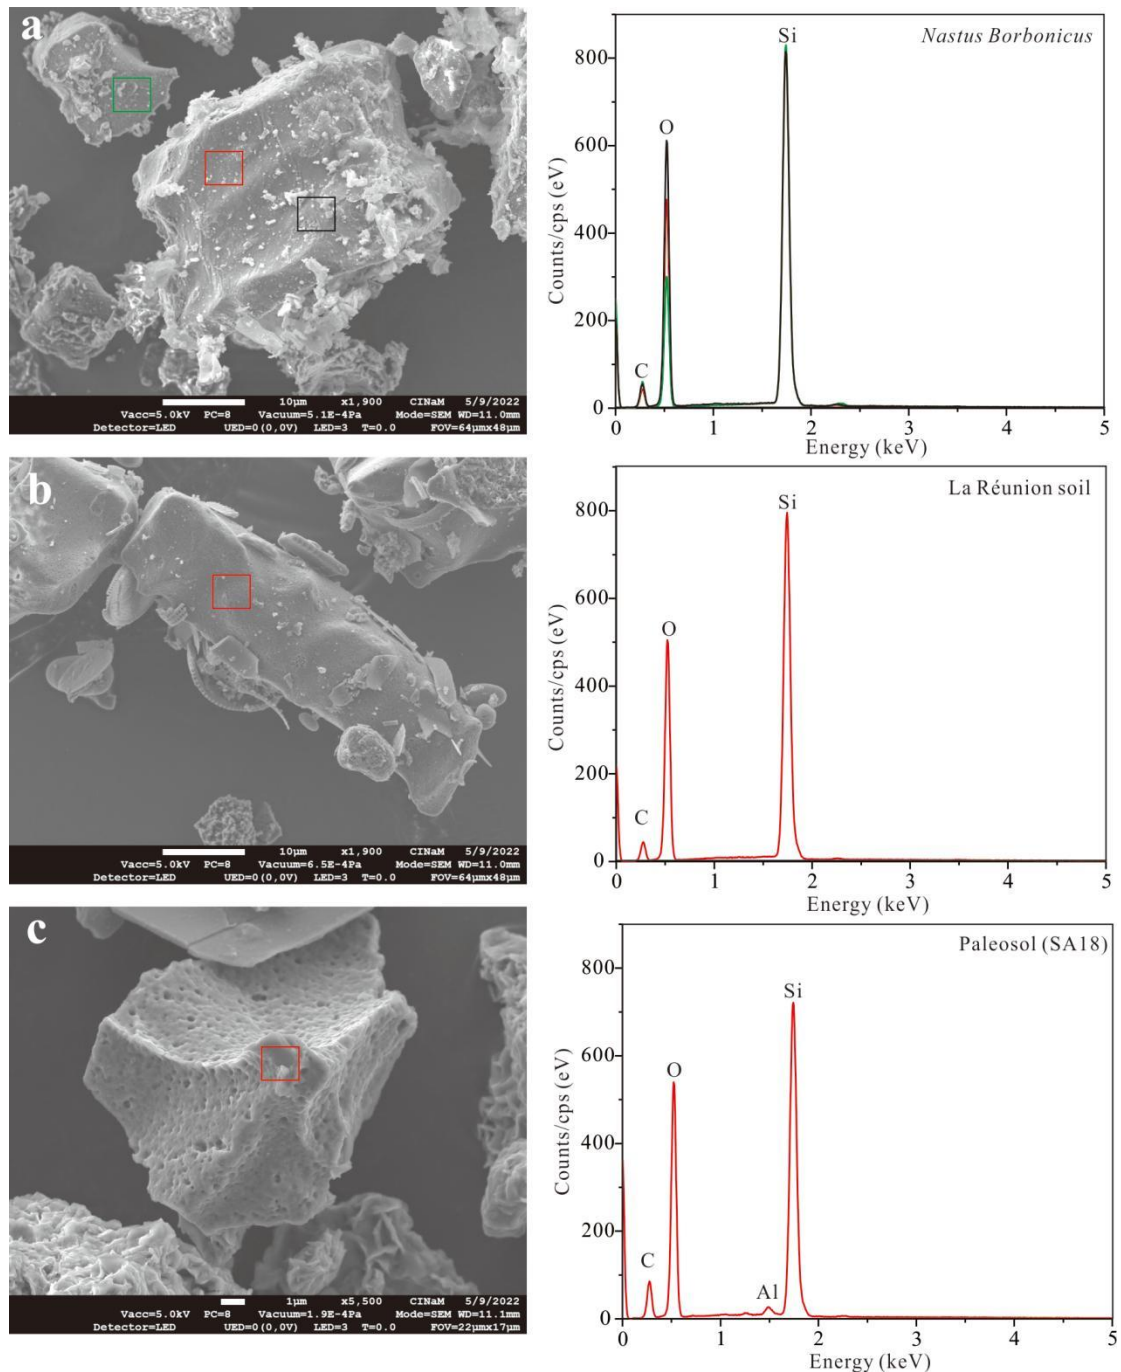 a
10μm x1,900 CINaM 5/9/2022
Vacc=5.0kV PC=8 Vacuum=5.1E-4Pa Mode=SEM WD=11.0mm
Detector=LED UED=0(0,0V) LED=3 T=0.0 FOV=64μmx48μm
Nastus Borbonicus
Si
O
C
800
600
400
200
0
0 1 2 3 4 5
Counts/cps (eV)
Energy (keV)
b
10μm x1,900 CINaM 5/9/2022
Vacc=5.0kV PC=8 Vacuum=6.5E-4Pa Mode=SEM WD=11.0mm
Detector=LED UED=0(0,0V) LED=3 T=0.0 FOV=64μmx48μm
La Réunion soil
Si
O
C
800
600
400
200
0
0 1 2 3 4 5
Counts/cps (eV)
Energy (keV)
c
1μm x5,500 CINaM 5/9/2022
Vacc=5.0kV PC=8 Vacuum=1.9E-4Pa Mode=SEM WD=11.1mm
Detector=LED UED=0(0,0V) LED=3 T=0.0 FOV=22μmx17μm
Paleosol (SA18)
Si
O
C
Al
800
600
400
200
0
0 1 2 3 4 5
Counts/cps (eV)
Energy (keV)